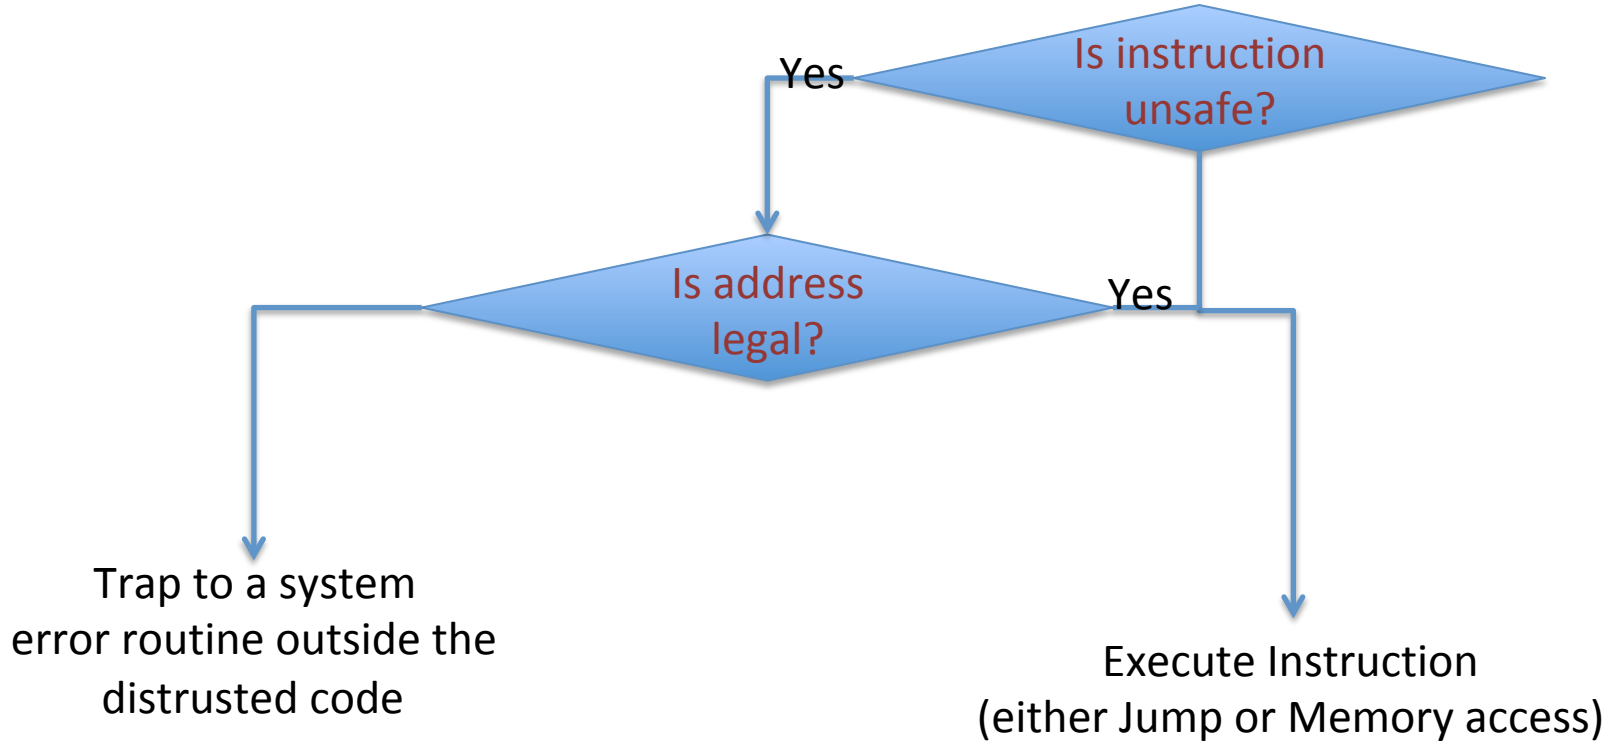 Is instruction
unsafe?
Yes
Is address
legal?
Yes
Trap to a system
error routine outside the
distrusted code
Execute Instruction
(either Jump or Memory access)